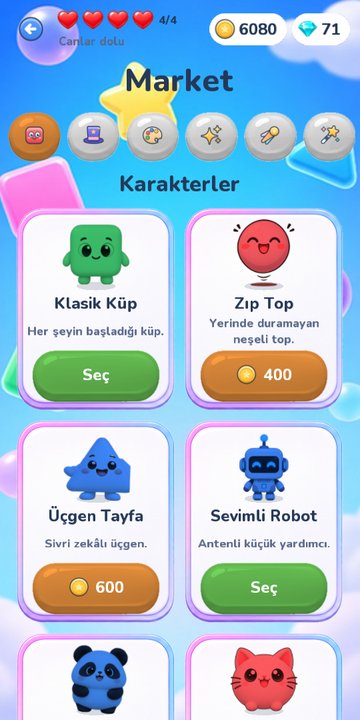 4/4
Canlar dolu
6080
71
Market
Karakterler
Klasik Küp
Her şeyin başladığı küp.
Seç
Zıp Top
Yerinde duramayan
neşeli top.
400
Üçgen Tayfa
Sivri zekâlı üçgen.
600
Sevimli Robot
Antenli küçük yardımcı.
Seç